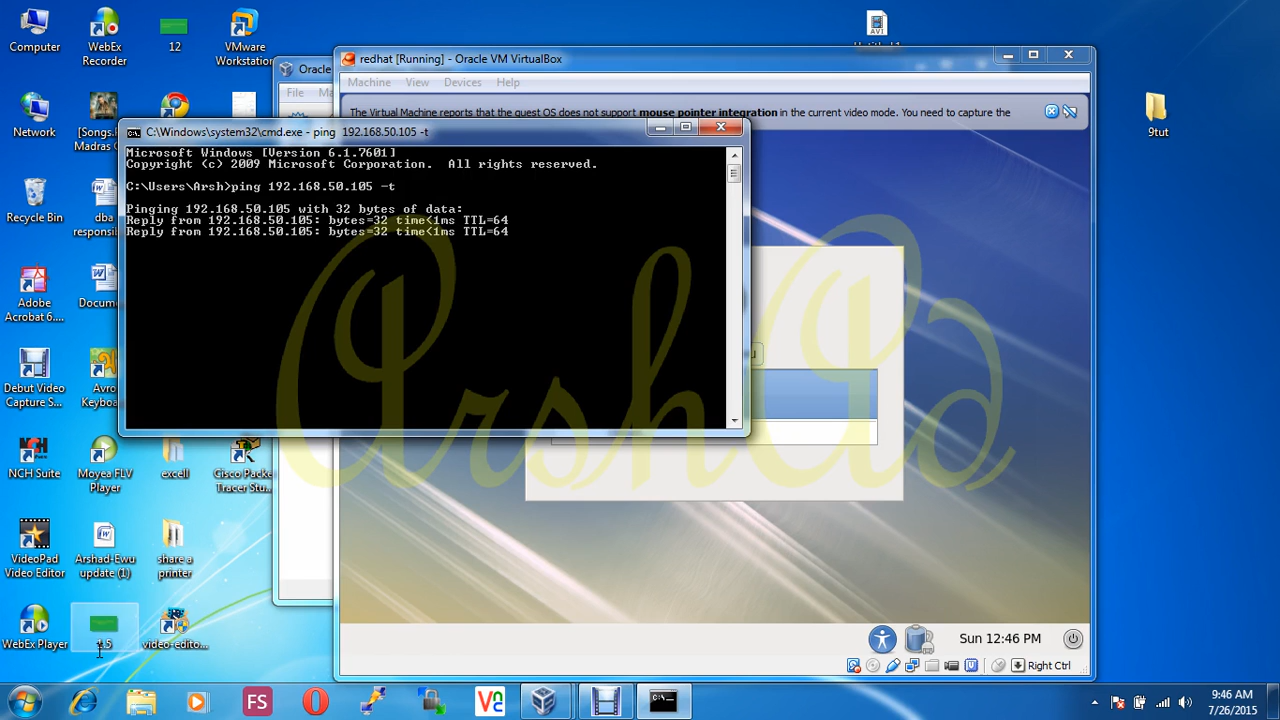 Computer
WebEx Recorder
12
VMware Workstation
Network
[Songs.P
Madras C
Recycle Bin
dba
responsi
Adobe
Acrobat 6....
Docum
Debut Video
Capture S...
Avro
Keyboa
NCH Suite
Moyea FLV
Player
excell
Cisco Packe
Tracer Stu...
VideoPad
Video Editor
Arshad-Ewu
update (1)
share a
printer
WebEx Player
1.5
video-edito...
9tut
Oracle
File Ma
redhat [Running] - Oracle VM VirtualBox
Machine View Devices Help
The Virtual Machine reports that the guest OS does not support mouse pointer integration in the current video mode. You need to capture the
C:\Windows\system32\cmd.exe - ping 192.168.50.105 -t
Microsoft Windows [Version 6.1.7601]
Copyright (c) 2009 Microsoft Corporation. All rights reserved.
C:\Users\Arsh>ping 192.168.50.105 -t
Pinging 192.168.50.105 with 32 bytes of data:
Reply from 192.168.50.105: bytes=32 time<1ms TTL=64
Reply from 192.168.50.105: bytes=32 time<1ms TTL=64
Sun 12:46 PM
Right Ctrl
FS
9:46 AM
7/26/2015